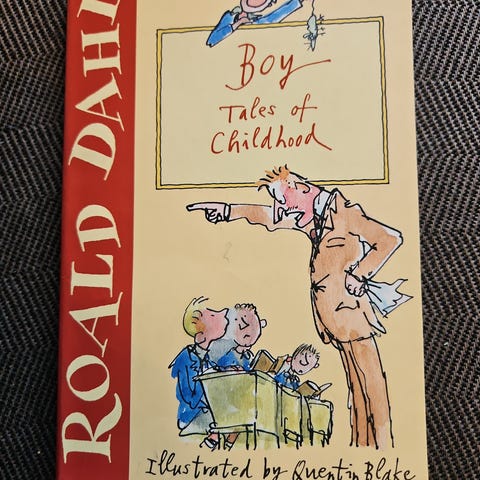 ROALD DAHL
Boy
Tales of
Childhood
Illustrated by Quentin Blake